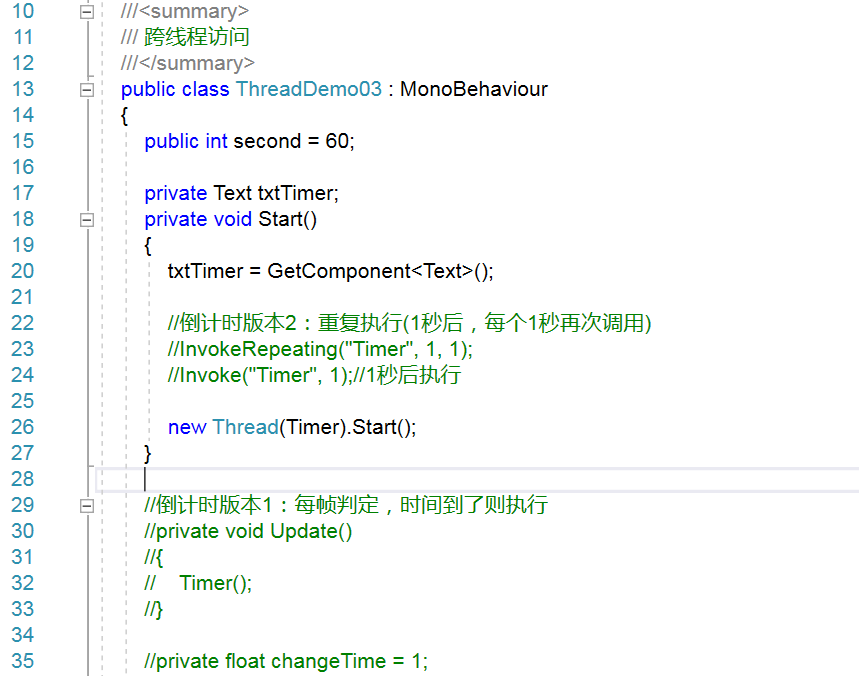 10 ///<summary>
11 /// 跨线程访问
12 ///</summary>
13 public class ThreadDemo03 : MonoBehaviour
14 {
15 public int second = 60;
16
17 private Text txtTimer;
18 private void Start()
19 {
20 txtTimer = GetComponent<Text>();
21
22 //倒计时版本2：重复执行(1秒后，每个1秒再次调用)
23 //InvokeRepeating("Timer", 1, 1);
24 //Invoke("Timer", 1);//1秒后执行
25
26 new Thread(Timer).Start();
27 }
28
29 //倒计时版本1：每帧判定，时间到了则执行
30 //private void Update()
31 //{
32 // Timer();
33 //}
34
35 //private float changeTime = 1;